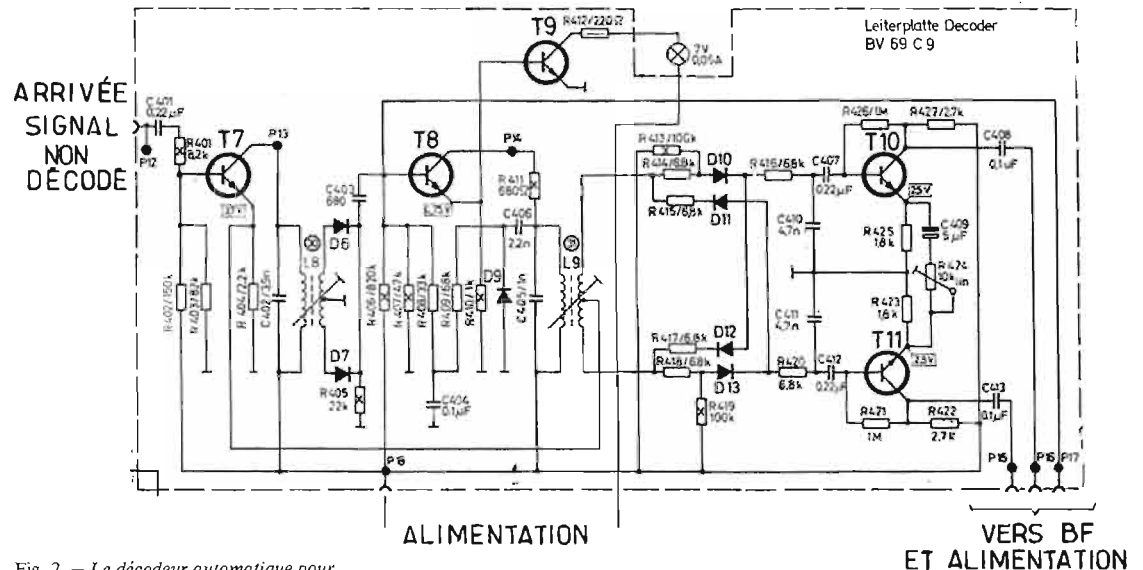 Leiterplatte Decoder
BV 69 C 9
ARRIVÉE
SIGNAL
NON
DÉCODÉ
C401
0,22µF
P12
R401
8,2k
T7
P13
R402/150k
R403/82k
R404/2,2k
C402/3,9n
L8
D6
D7
C403
680
R405
22k
T8
T9
R412/220Ω
7V
0,05A
P14
R411
680Ω
C406
2,2n
R406/820k
R407/47k
R408/33k
R410/1k
D9
C404
0,1µF
C405/1n
L9
R413/100k
R414/6,8k
R415/6,8k
D10
D11
R416/6,8k
C407
0,22µF
C410
4,7n
C411
4,7n
R417/6,8k
R418/6,8k
D12
D13
R419
100k
R420
6,8k
C412
0,22µF
R426/1M
R427/2,7k
T10
C408
0,1µF
R425
1,8k
C409
5µF
R424
10k
lin
R423
1,8k
T11
R421
1M
R422
2,7k
C413
0,1µF
P18
P15
P16
P17
ALIMENTATION
VERS BF
ET ALIMENTATION
Fig. 2. — Le décodeur automatique pour